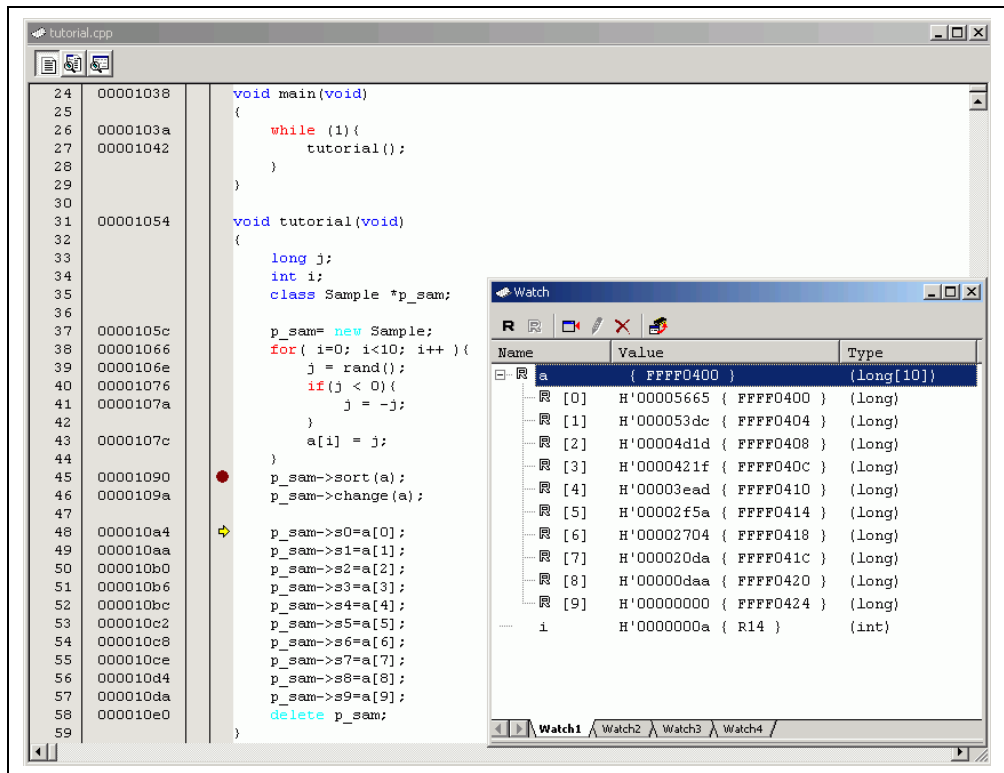 tutorial.cpp
24 00001038 void main(void)
25 {
26 0000103a while (1){
27 00001042 tutorial();
28 }
29 }
30
31 00001054 void tutorial(void)
32 {
33 long j;
34 int i;
35 class Sample *p_sam;
36
37 0000105c p_sam= new Sample;
38 00001066 for( i=0; i<10; i++ ){
39 0000106e j = rand();
40 00001076 if(j < 0){
41 0000107a j = -j;
42 }
43 0000107c a[i] = j;
44 }
45 00001090 p_sam->sort(a);
46 0000109a p_sam->change(a);
47
48 000010a4 p_sam->s0=a[0];
49 000010aa p_sam->s1=a[1];
50 000010b0 p_sam->s2=a[2];
51 000010b6 p_sam->s3=a[3];
52 000010bc p_sam->s4=a[4];
53 000010c2 p_sam->s5=a[5];
54 000010c8 p_sam->s6=a[6];
55 000010ce p_sam->s7=a[7];
56 000010d4 p_sam->s8=a[8];
57 000010da p_sam->s9=a[9];
58 000010e0 delete p_sam;
59 }
Watch
R R
Name Value Type
R a { FFFF0400 } (long[10])
R [0] H'00005665 { FFFF0400 } (long)
R [1] H'000053dc { FFFF0404 } (long)
R [2] H'00004d1d { FFFF0408 } (long)
R [3] H'0000421f { FFFF040C } (long)
R [4] H'00003ead { FFFF0410 } (long)
R [5] H'00002f5a { FFFF0414 } (long)
R [6] H'00002704 { FFFF0418 } (long)
R [7] H'000020da { FFFF041C } (long)
R [8] H'00000daa { FFFF0420 } (long)
R [9] H'00000000 { FFFF0424 } (long)
i H'0000000a { R14 } (int)
Watch1 Watch2 Watch3 Watch4